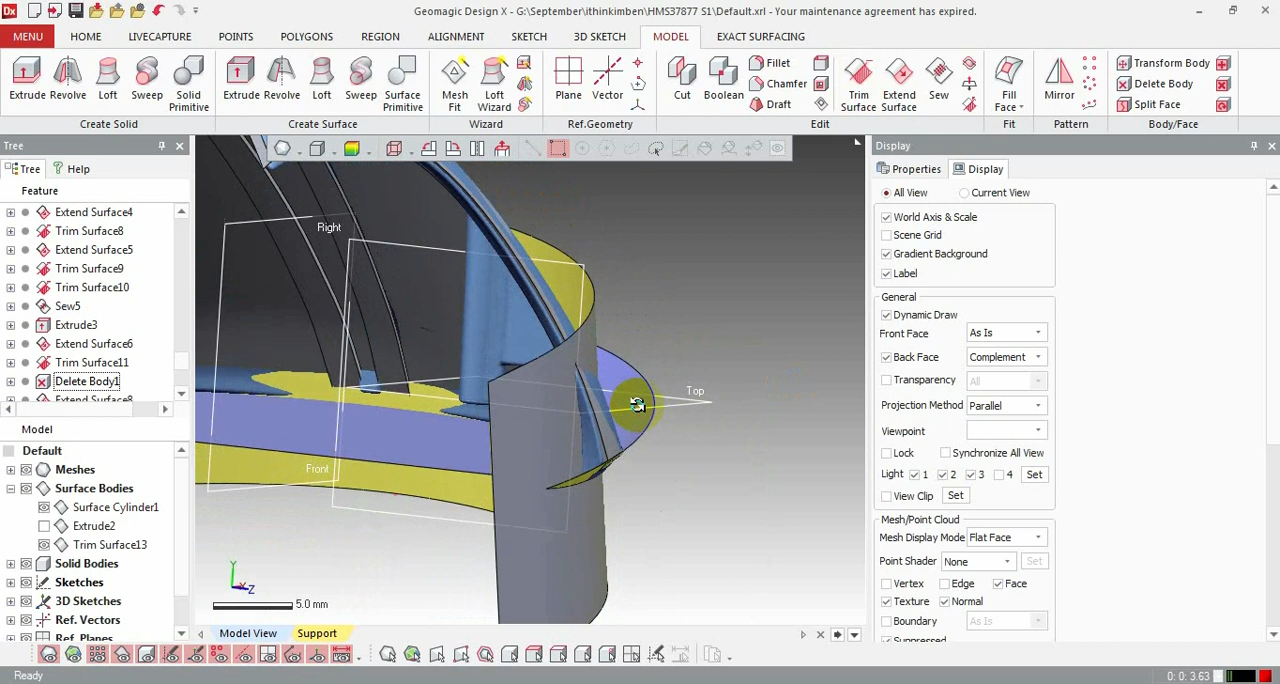 Dx Geomagic Design X - G:\September\ithinkimben\HMS37877 S1\Default.xrl - Your maintenance agreement has expired.
MENU HOME LIVECAPTURE POINTS POLYGONS REGION ALIGNMENT SKETCH 3D SKETCH MODEL EXACT SURFACING
Extrude Revolve Loft Sweep Solid Primitive
Create Solid
Extrude Revolve Loft Sweep Surface Primitive
Create Surface
Mesh Fit Loft Wizard
Wizard
Plane Vector
Ref.Geometry
Cut Boolean Fillet Chamfer Draft Trim Surface Extend Surface Sew
Edit
Fill Face
Fit
Mirror
Pattern
Transform Body
Delete Body
Split Face
Body/Face
Tree
Tree Help
Feature
Extend Surface4
Trim Surface8
Extend Surface5
Trim Surface9
Trim Surface10
Sew5
Extrude3
Extend Surface6
Trim Surface11
Delete Body1
Extend Surface8
Model
Default
Meshes
Surface Bodies
Surface Cylinder1
Extrude2
Trim Surface13
Solid Bodies
Sketches
3D Sketches
Ref. Vectors
Ref. Planes
Right
Top
Front
Y
X
Z
5.0 mm
Model View Support
Display
Properties Display
All View Current View
World Axis & Scale
Scene Grid
Gradient Background
Label
General
Dynamic Draw
Front Face As Is
Back Face Complement
Transparency All
Projection Method Parallel
Viewpoint
Lock Synchronize All View
Light 1 2 3 4 Set
View Clip Set
Mesh/Point Cloud
Mesh Display Mode Flat Face
Point Shader None Set
Vertex Edge Face
Texture Normal
Boundary As Is
Suppressed
Ready
0: 0: 3.63